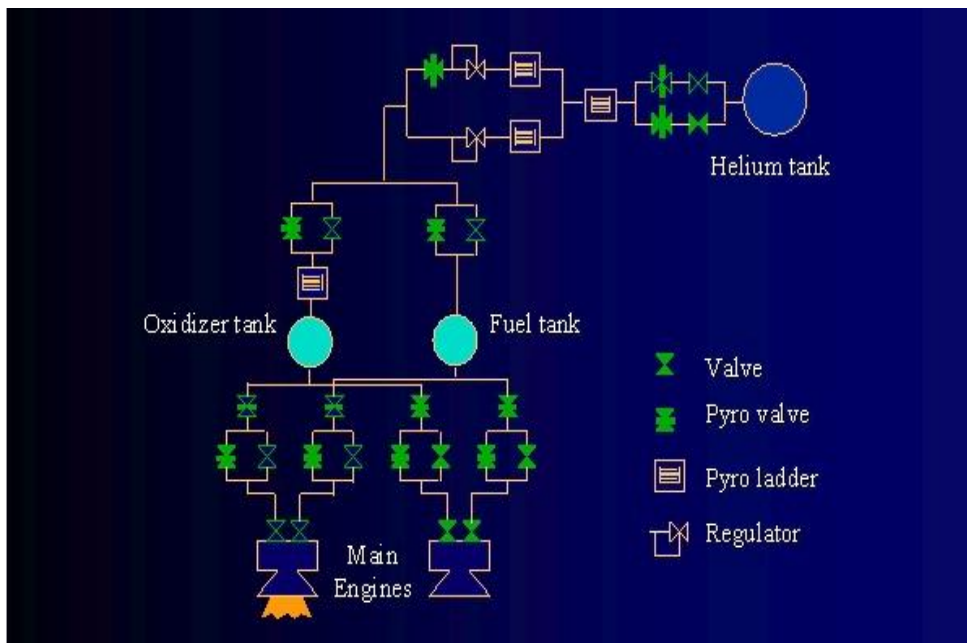 Helium tank
Oxidizer tank
Fuel tank
Valve
Pyro valve
Pyro ladder
Regulator
Main
Engines